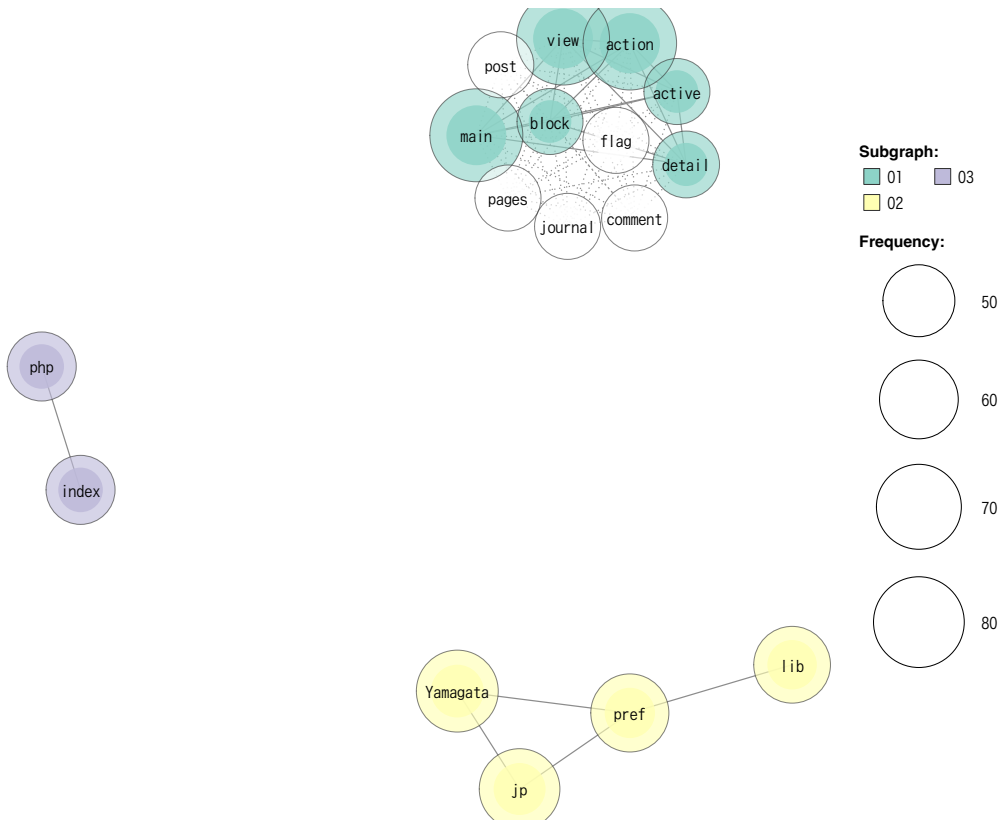 view
action
post
active
block
main
flag
detail
pages
comment
journal
Subgraph:
01
03
02
Frequency:
50
60
70
80
php
index
lib
Yamagata
pref
jp